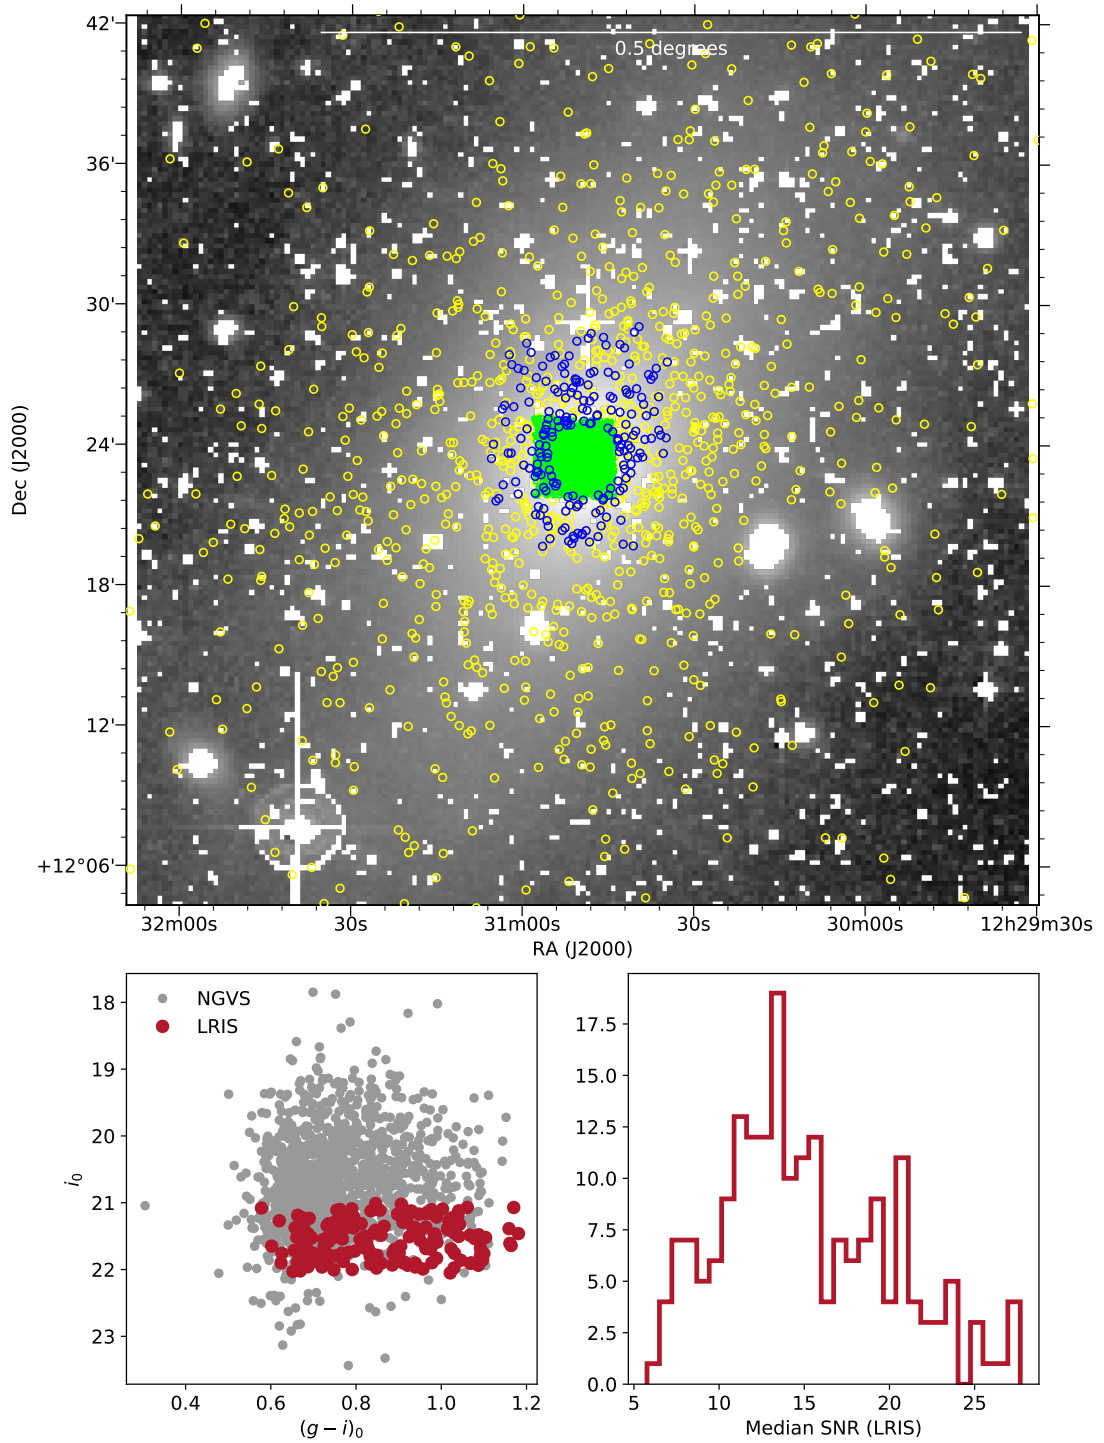 42'
0.5 degrees
36'
30'
24'
18'
12'
+12°06'
Dec (J2000)
32m00s 30s 31m00s 30s 30m00s 12h29m30s
RA (J2000)
NGVS
LRIS
18
19
20
21
22
23
i₀
0.4 0.6 0.8 1.0 1.2
(g − i)₀
17.5
15.0
12.5
10.0
7.5
5.0
2.5
0.0
5 10 15 20 25
Median SNR (LRIS)